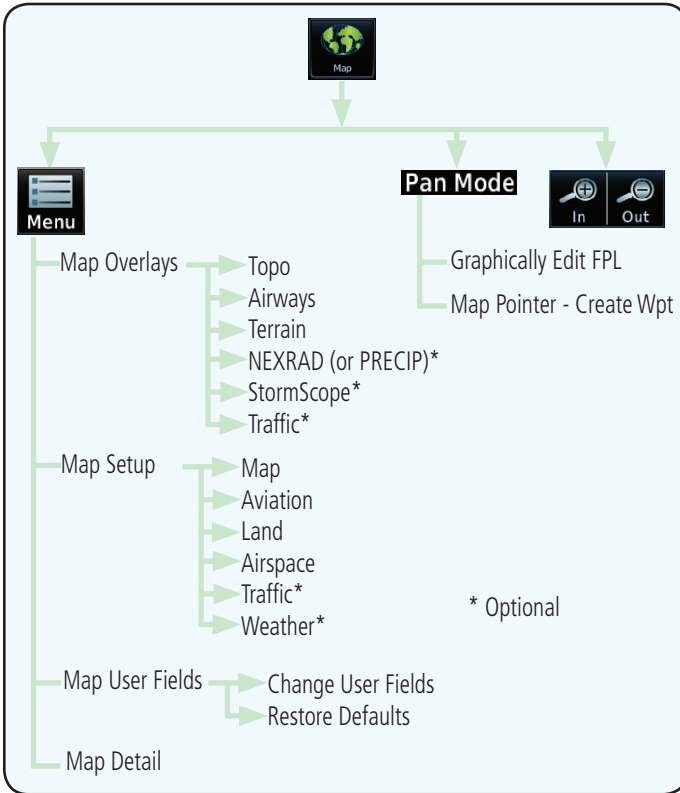 Map
Menu
Pan Mode
In
Out
Map Overlays
Topo
Airways
Terrain
NEXRAD (or PRECIP)*
StormScope*
Traffic*
Graphically Edit FPL
Map Pointer - Create Wpt
Map Setup
Map
Aviation
Land
Airspace
Traffic*
Weather*
* Optional
Map User Fields
Change User Fields
Restore Defaults
Map Detail